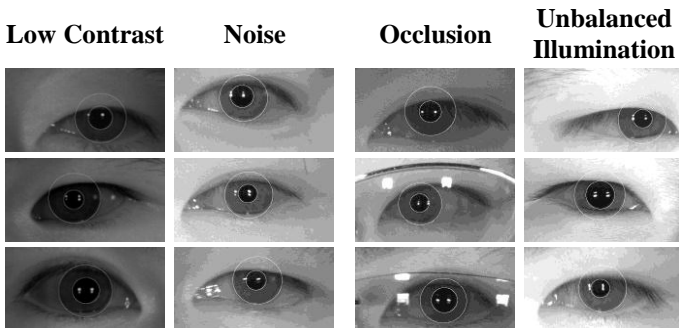 Low Contrast
Noise
Occlusion
Unbalanced
Illumination